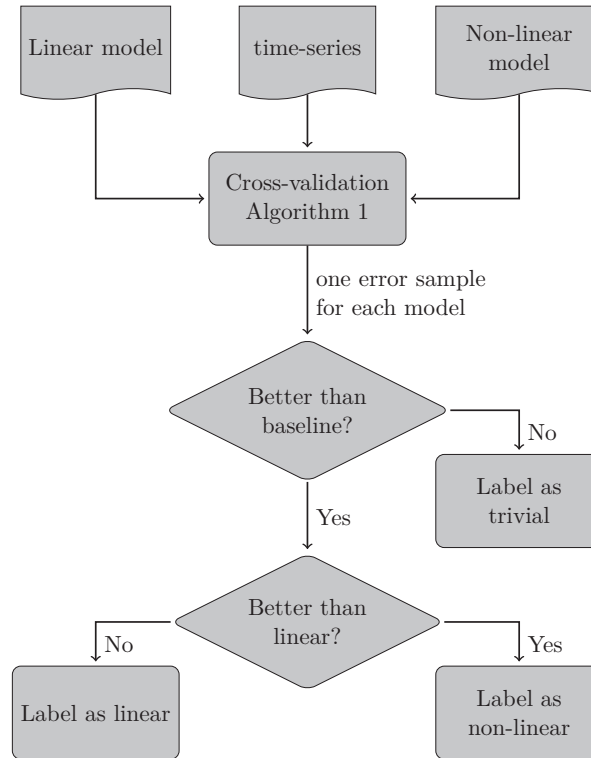 Linear model
time-series
Non-linear
model
Cross-validation
Algorithm 1
one error sample
for each model
Better than
baseline?
No
Label as
trivial
Yes
Better than
linear?
No
Yes
Label as linear
Label as
non-linear